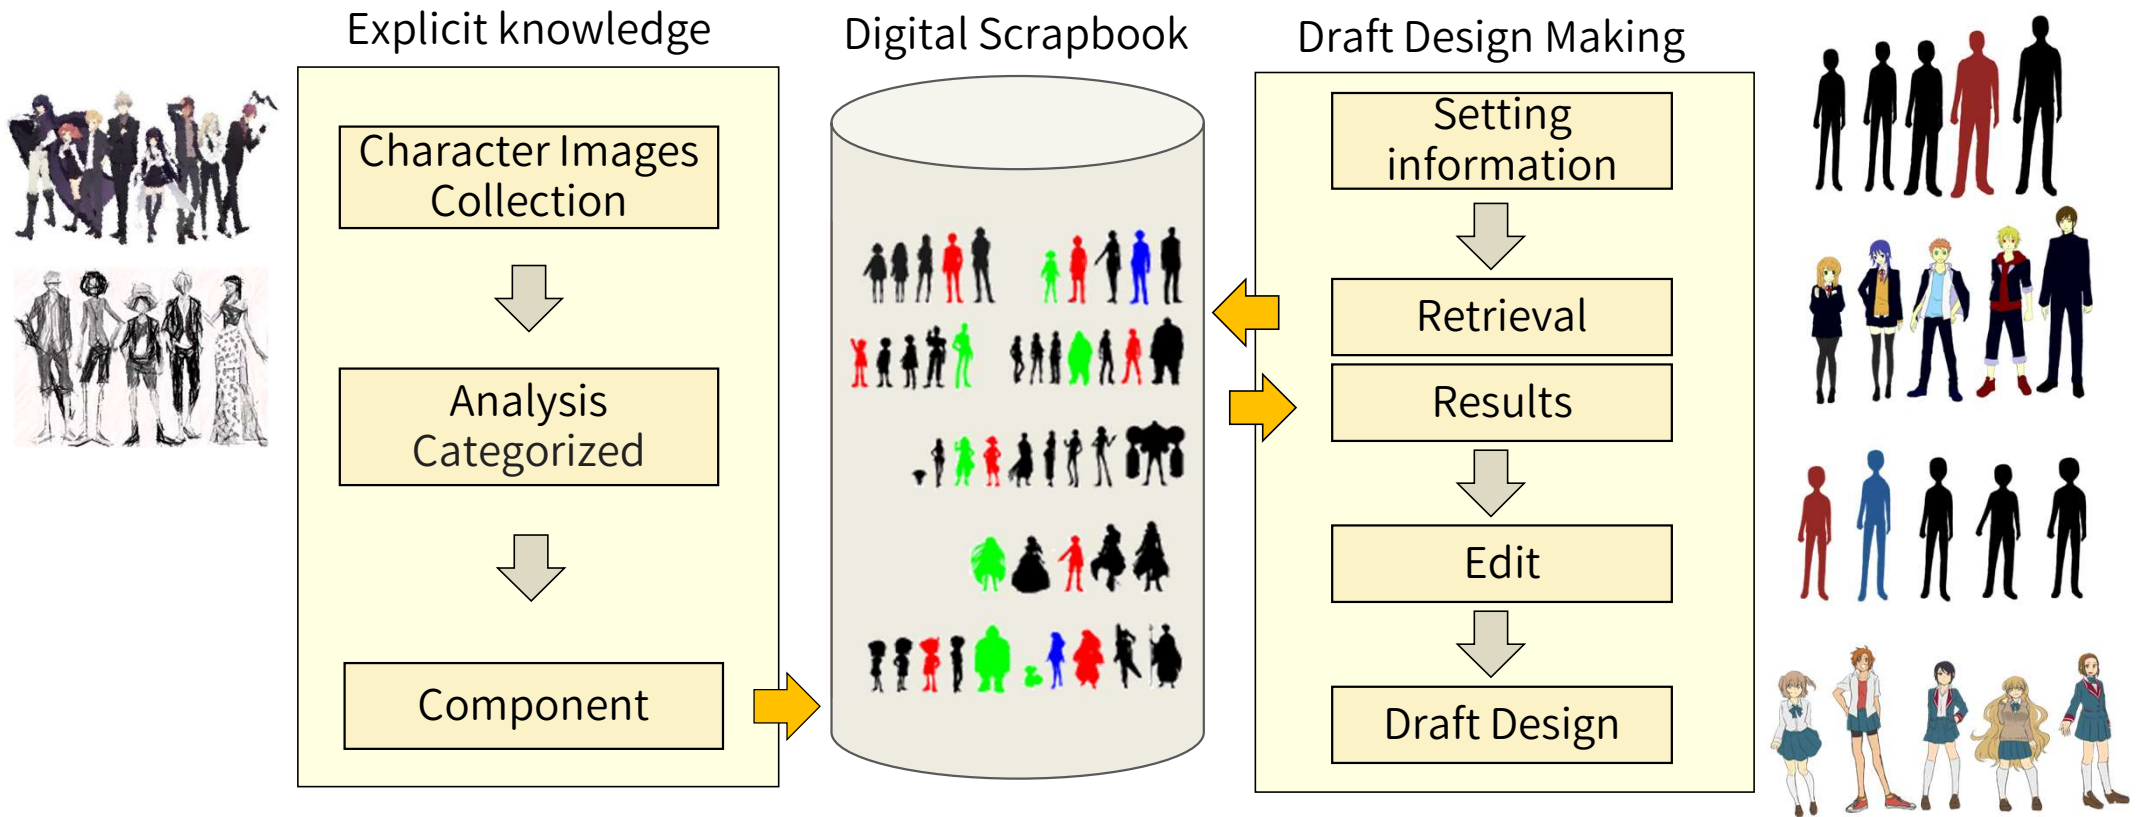 Explicit knowledge
Character Images
Collection
Analysis
Categorized
Component
Digital Scrapbook
Draft Design Making
Setting
information
Retrieval
Results
Edit
Draft Design